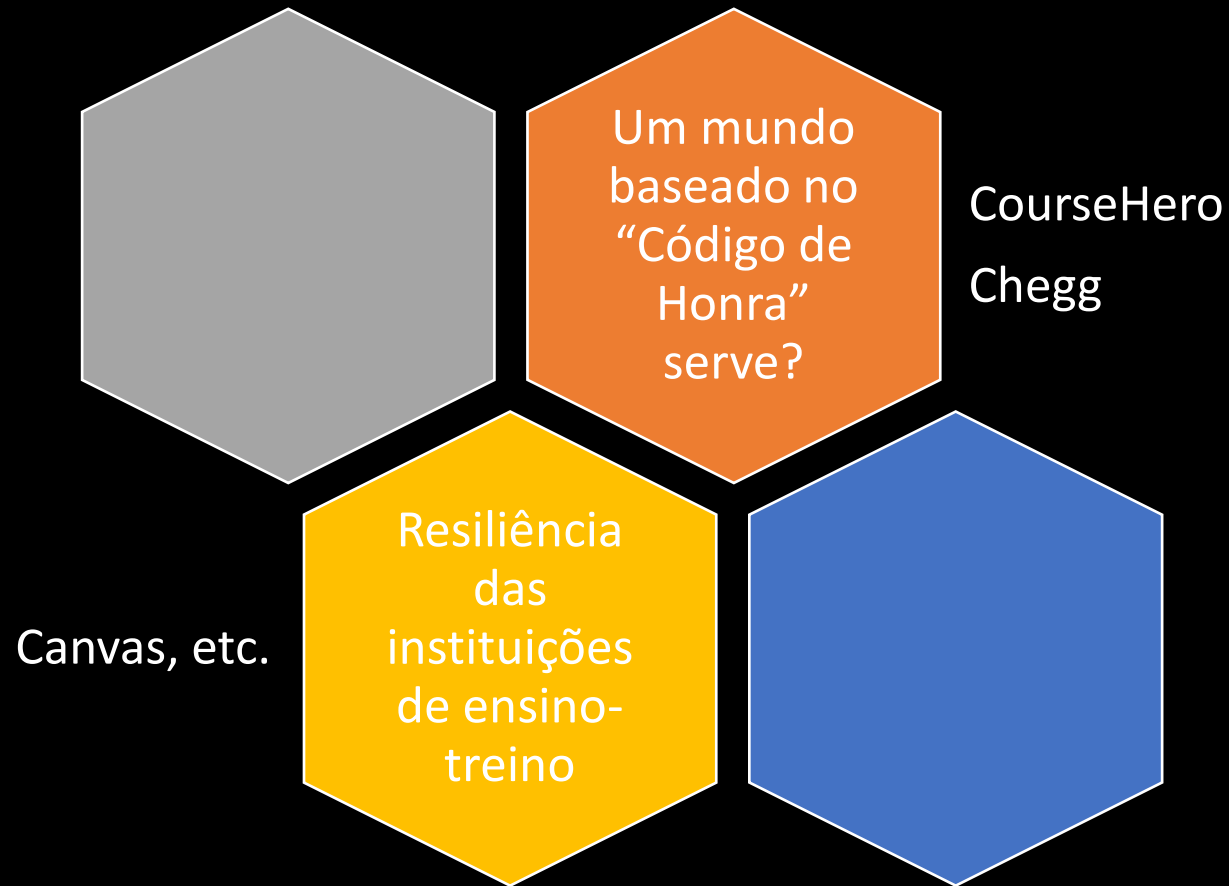 Um mundo
baseado no
“Código de
Honra”
serve?
CourseHero
Chegg
Resiliência
das
instituições
de ensino-
treino
Canvas, etc.